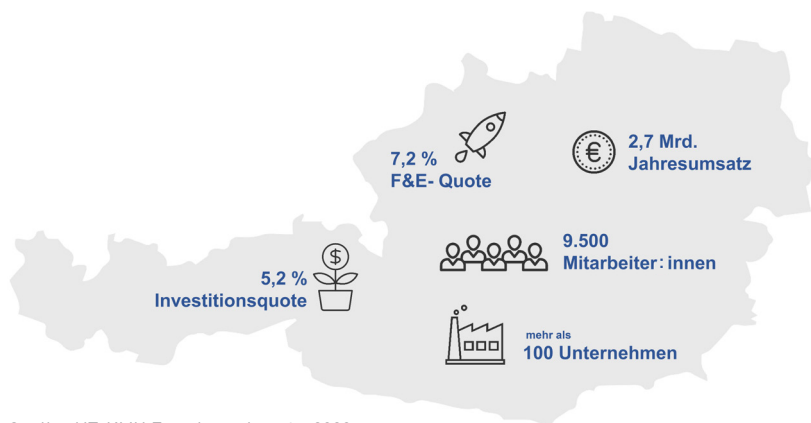 7,2 %
F&E- Quote
2,7 Mrd.
Jahresumsatz
9.500
Mitarbeiter:innen
5,2 %
Investitionsquote
mehr als
100 Unternehmen